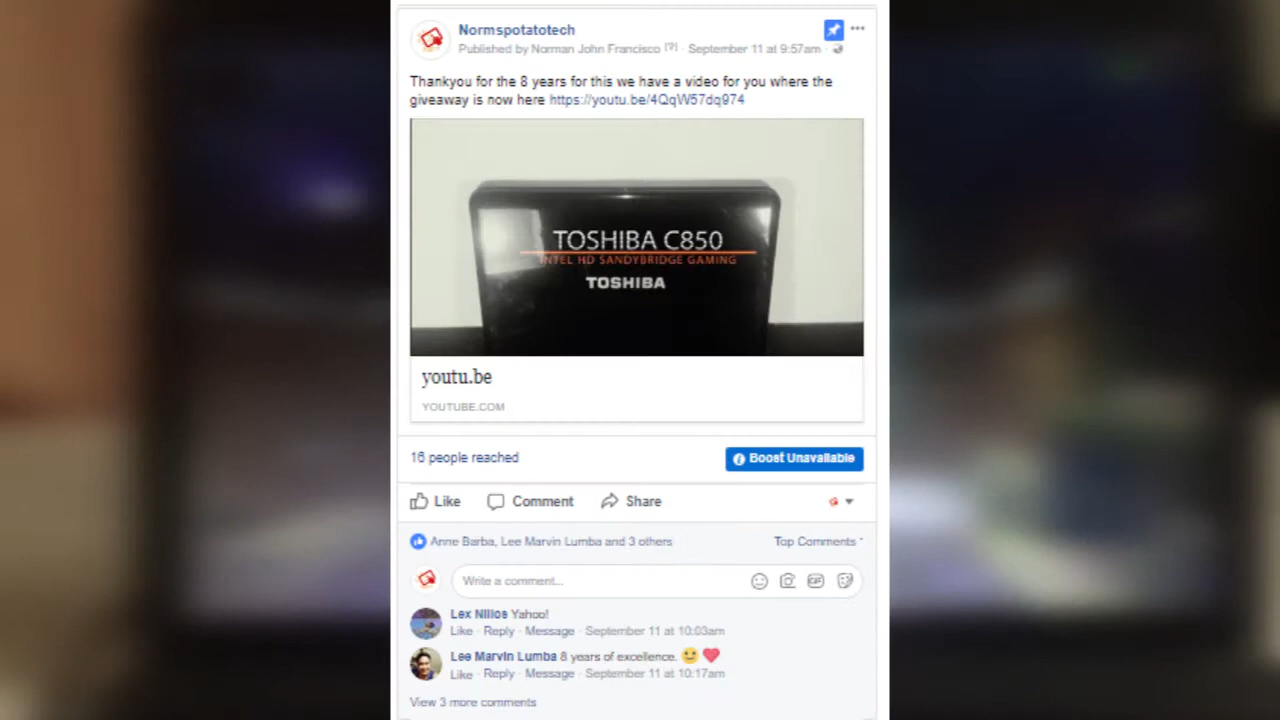 Normspotatotech
Published by Norman John Francisco [?] · September 11 at 9:57am ·
Thankyou for the 8 years for this we have a video for you where the
giveaway is now here https://youtu.be/4QqW57dq974
TOSHIBA C850
INTEL HD SANDYBRIDGE GAMING
TOSHIBA
youtu.be
YOUTUBE.COM
16 people reached
Boost Unavailable
Like Comment Share
Anne Barba, Lee Marvin Lumba and 3 others
Top Comments
Write a comment...
GIF
Lex Nillos Yahoo!
Like · Reply · Message · September 11 at 10:03am
Lee Marvin Lumba 8 years of excellence. 😉❤️
Like · Reply · Message · September 11 at 10:17am
View 3 more comments